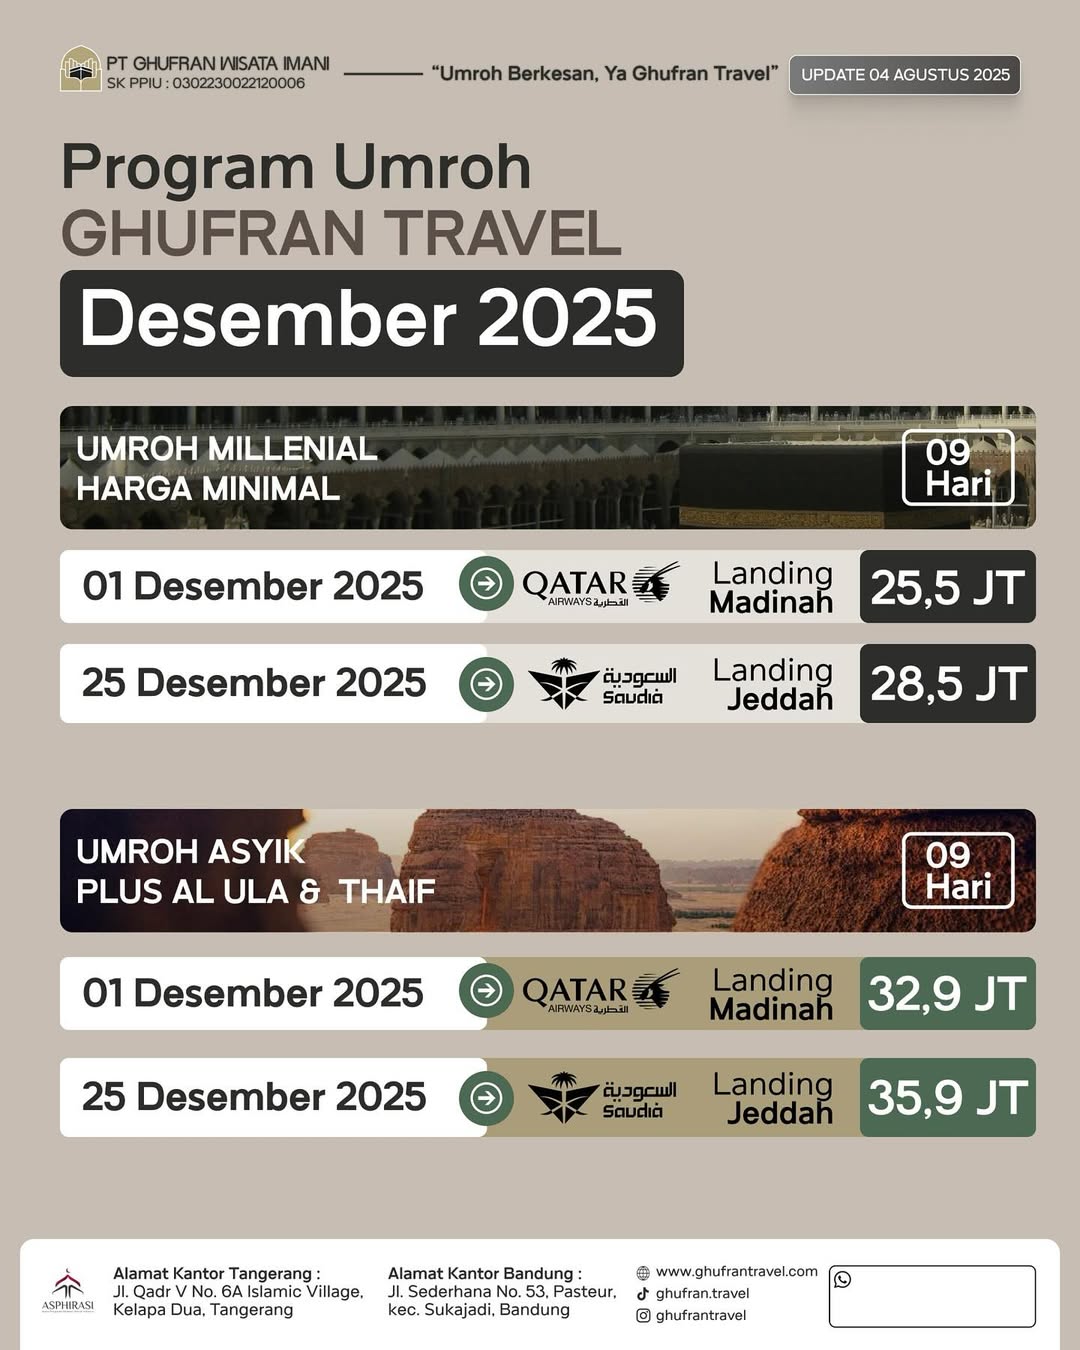 PT GHUFRAN WISATA IMANI
SK PPIU : 0302230022120006
“Umroh Berkesan, Ya Ghufran Travel”
UPDATE 04 AGUSTUS 2025
Program Umroh
GHUFRAN TRAVEL
Desember 2025
UMROH MILLENIAL
HARGA MINIMAL
09
Hari
01 Desember 2025
QATAR
AIRWAYS القطرية
Landing
Madinah
25,5 JT
25 Desember 2025
السعودية
Saudia
Landing
Jeddah
28,5 JT
UMROH ASYIK
PLUS AL ULA & THAIF
09
Hari
01 Desember 2025
QATAR
AIRWAYS القطرية
Landing
Madinah
32,9 JT
25 Desember 2025
السعودية
Saudia
Landing
Jeddah
35,9 JT
ASPHIRASI
Alamat Kantor Tangerang :
Jl. Qadr V No. 6A Islamic Village,
Kelapa Dua, Tangerang
Alamat Kantor Bandung :
Jl. Sederhana No. 53, Pasteur,
kec. Sukajadi, Bandung
www.ghufrantravel.com
ghufran.travel
ghufrantravel